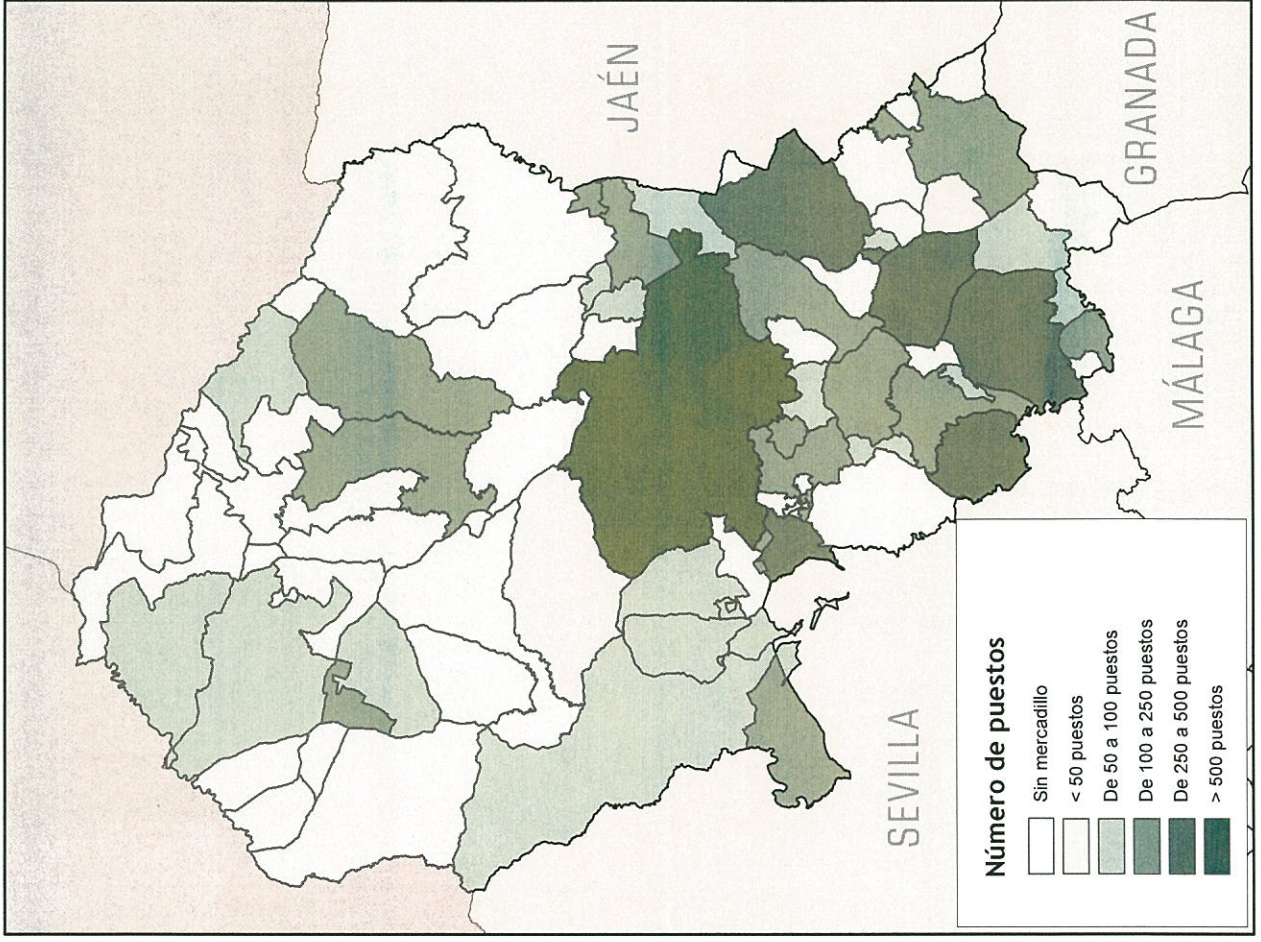 JAÉN
GRANADA
MÁLAGA
SEVILLA
Número de puestos
Sin mercadillo
< 50 puestos
De 50 a 100 puestos
De 100 a 250 puestos
De 250 a 500 puestos
> 500 puestos